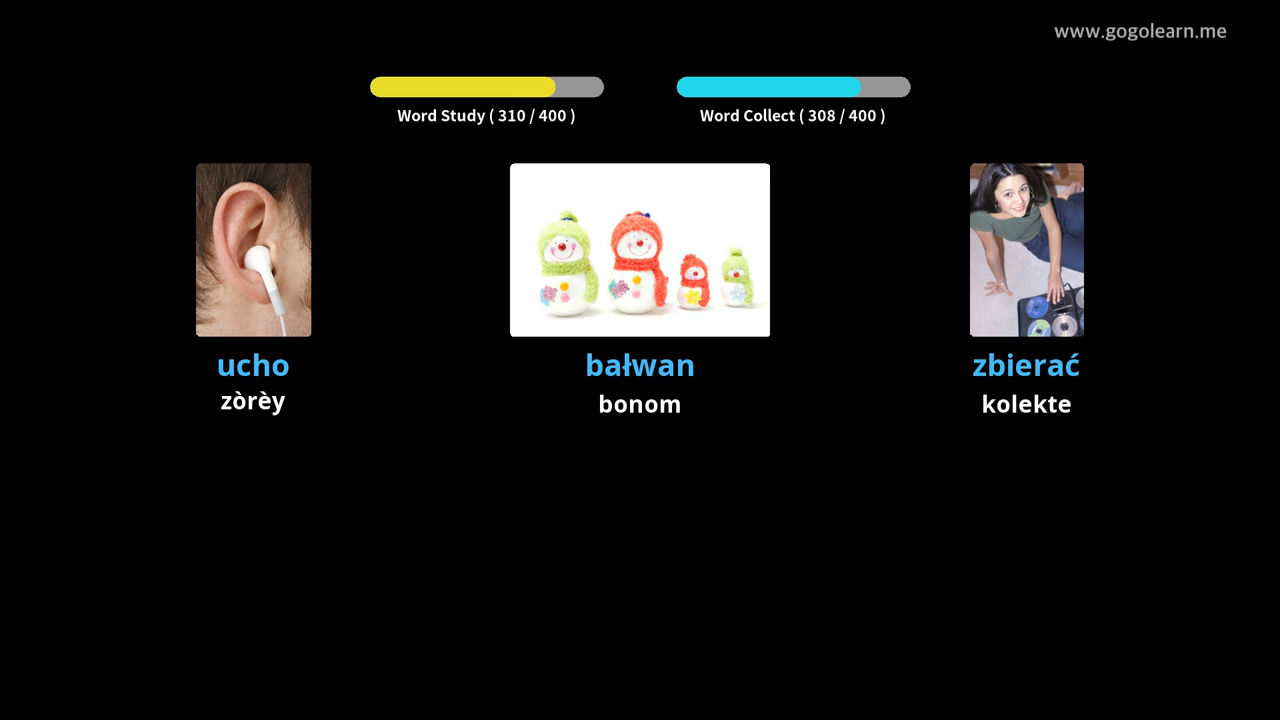 www.gogolearn.me
Word Study ( 310 / 400 )
Word Collect ( 308 / 400 )
ucho
zòrèy
bałwan
bonom
zbierać
kolekte